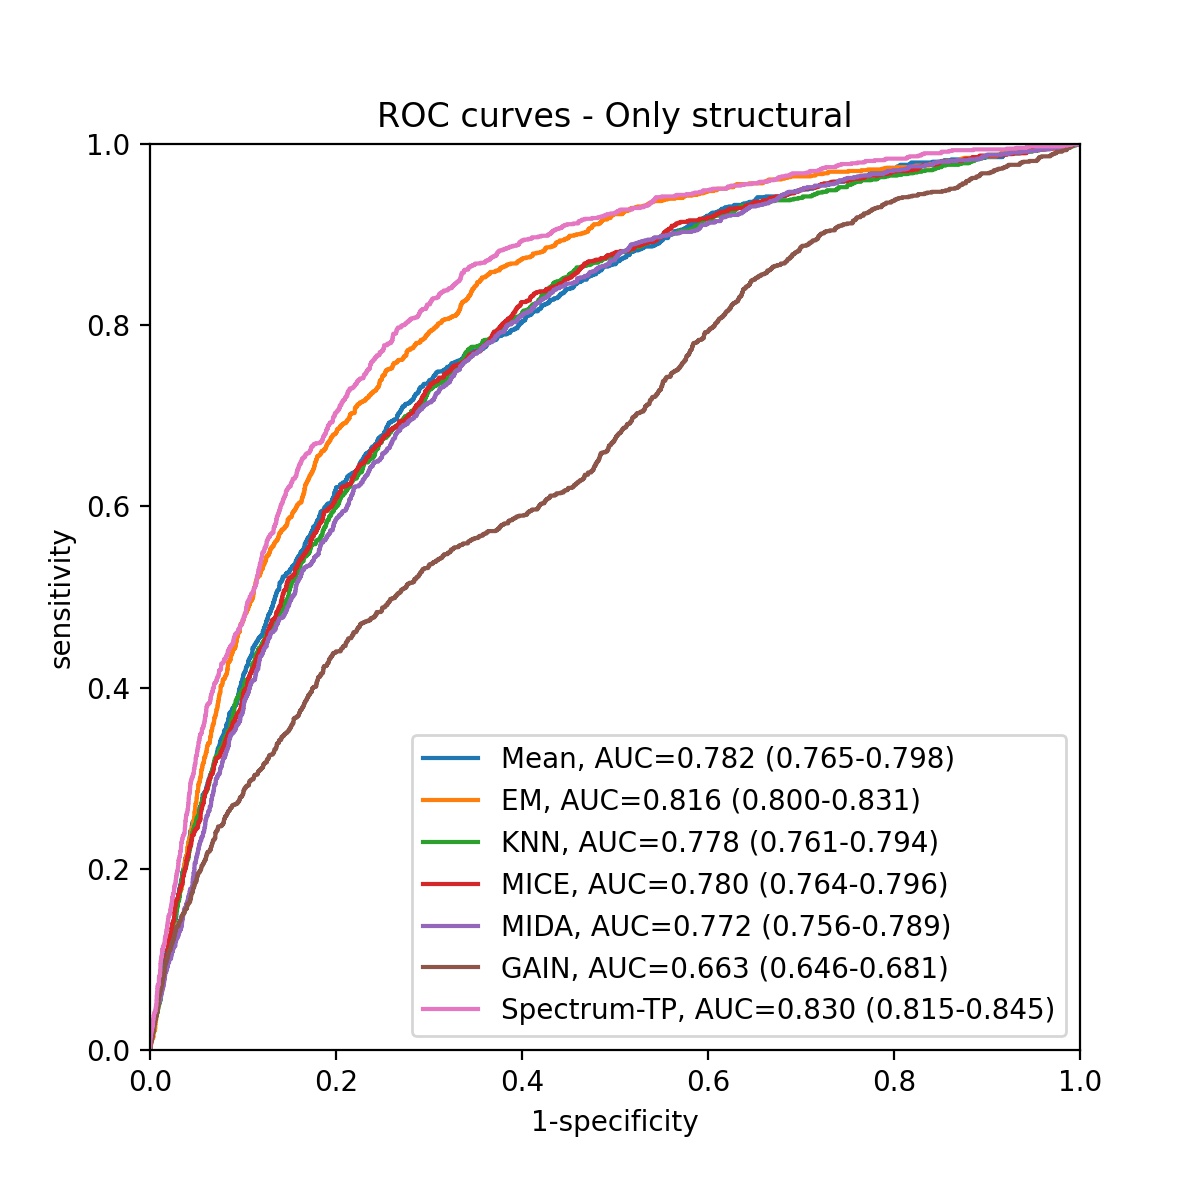 ROC curves - Only structural
1.0
0.8
0.6
0.4
0.2
0.0
sensitivity
Mean, AUC=0.782 (0.765-0.798)
EM, AUC=0.816 (0.800-0.831)
KNN, AUC=0.778 (0.761-0.794)
MICE, AUC=0.780 (0.764-0.796)
MIDA, AUC=0.772 (0.756-0.789)
GAIN, AUC=0.663 (0.646-0.681)
Spectrum-TP, AUC=0.830 (0.815-0.845)
0.0 0.2 0.4 0.6 0.8 1.0
1-specificity